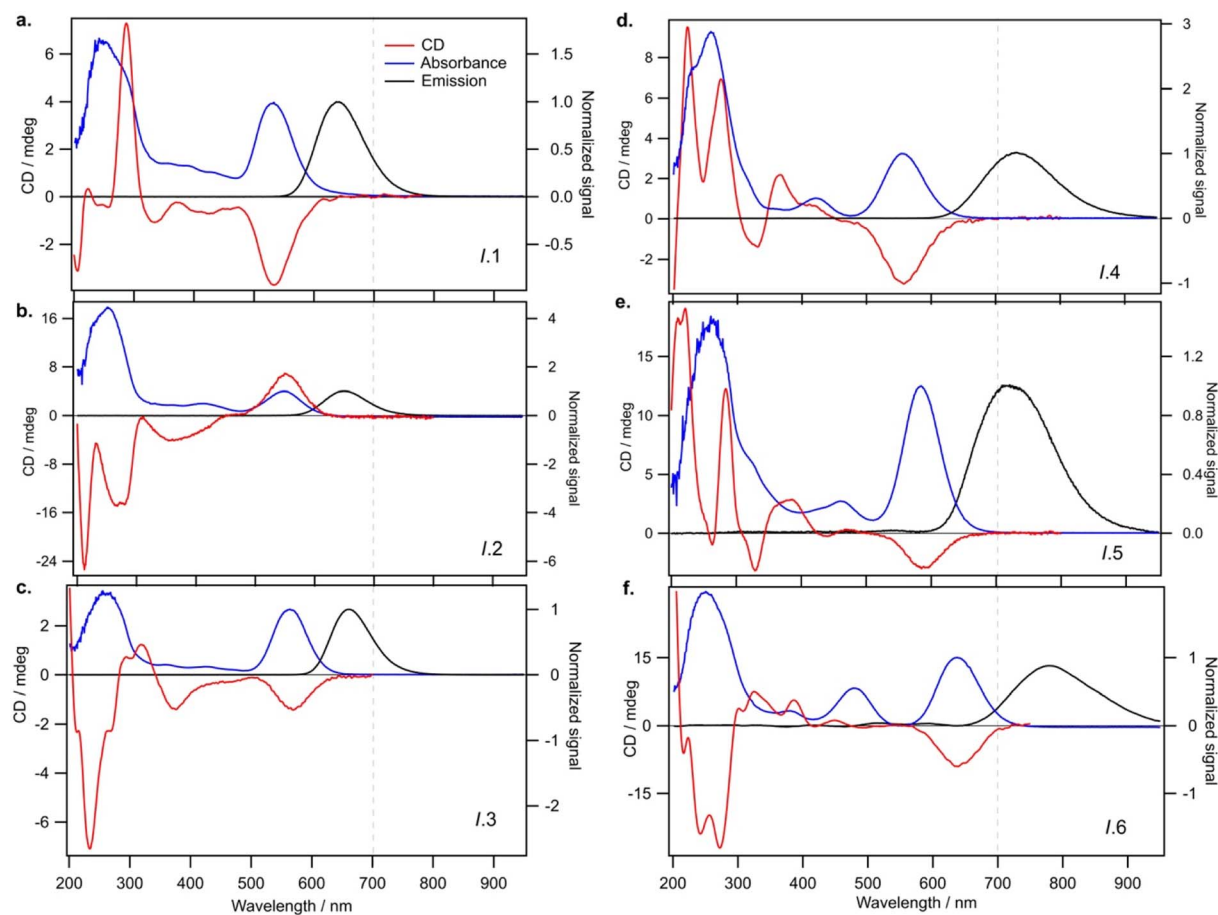 a.
CD / mdeg
6
4
2
0
-2
CD
Absorbance
Emission
1.5
1.0
0.5
0.0
-0.5
Normalized signal
I.1
b.
CD / mdeg
16
8
0
-8
-16
-24
4
2
0
-2
-4
-6
Normalized signal
I.2
c.
CD / mdeg
2
0
-2
-4
-6
1
0
-1
-2
Normalized signal
I.3
200 300 400 500 600 700 800 900
Wavelength / nm
d.
CD / mdeg
8
6
4
2
0
-2
3
2
1
0
-1
Normalized signal
I.4
e.
CD / mdeg
15
10
5
0
1.2
0.8
0.4
0.0
Normalized signal
I.5
f.
CD / mdeg
15
0
-15
1
0
-1
Normalized signal
I.6
200 300 400 500 600 700 800 900
Wavelength / nm